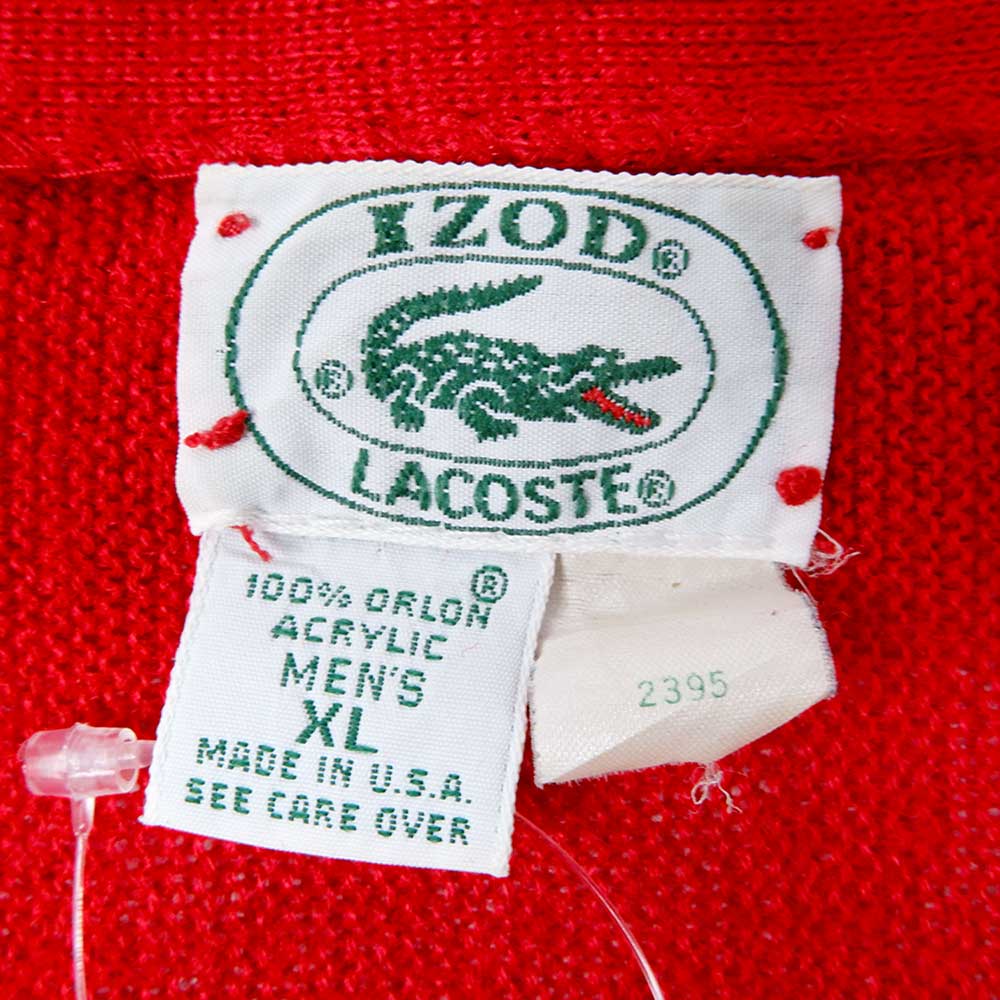 IZOD®
®
LACOSTE®
100% ORLON®
ACRYLIC
MEN'S
XL
MADE IN U.S.A.
SEE CARE OVER
2395